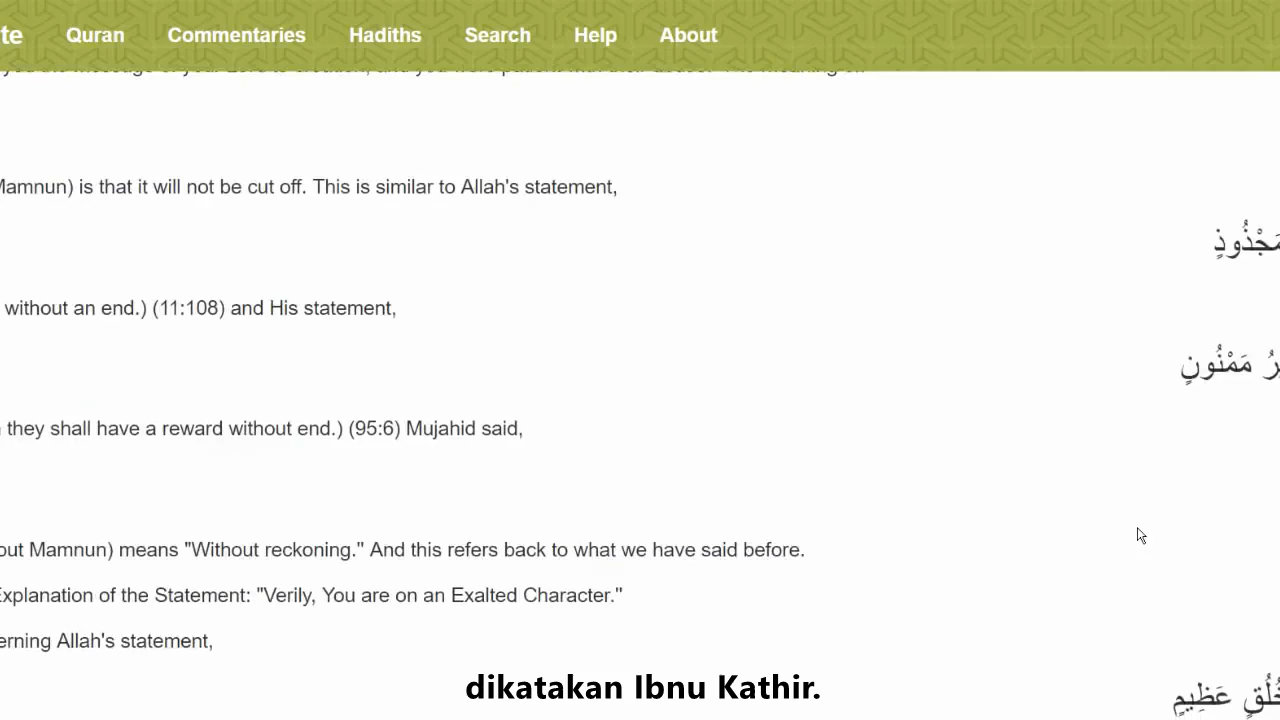 te Quran Commentaries Hadiths Search Help About
Mamnun) is that it will not be cut off. This is similar to Allah's statement,
مَجْذُوذٍ
without an end.) (11:108) and His statement,
مَمْنُونٍ
they shall have a reward without end.) (95:6) Mujahid said,
out Mamnun) means "Without reckoning." And this refers back to what we have said before.
Explanation of the Statement: "Verily, You are on an Exalted Character."
erning Allah's statement,
dikatakan Ibnu Kathir.
خُلُقٍ عَظِيمٍ